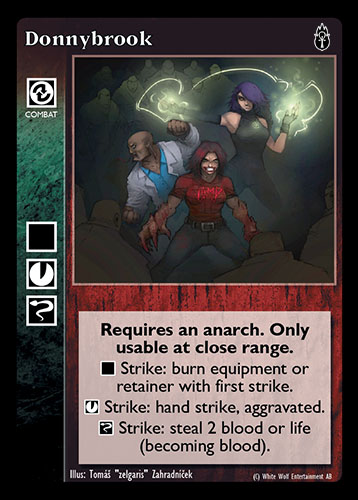 Donnybrook
COMBAT
Requires an anarch. Only
usable at close range.
Strike: burn equipment or
retainer with first strike.
Strike: hand strike, aggravated.
Strike: steal 2 blood or life
(becoming blood).
Illus: Tomáš "zelgaris" Zahradníček
(C) White Wolf Entertainment AB